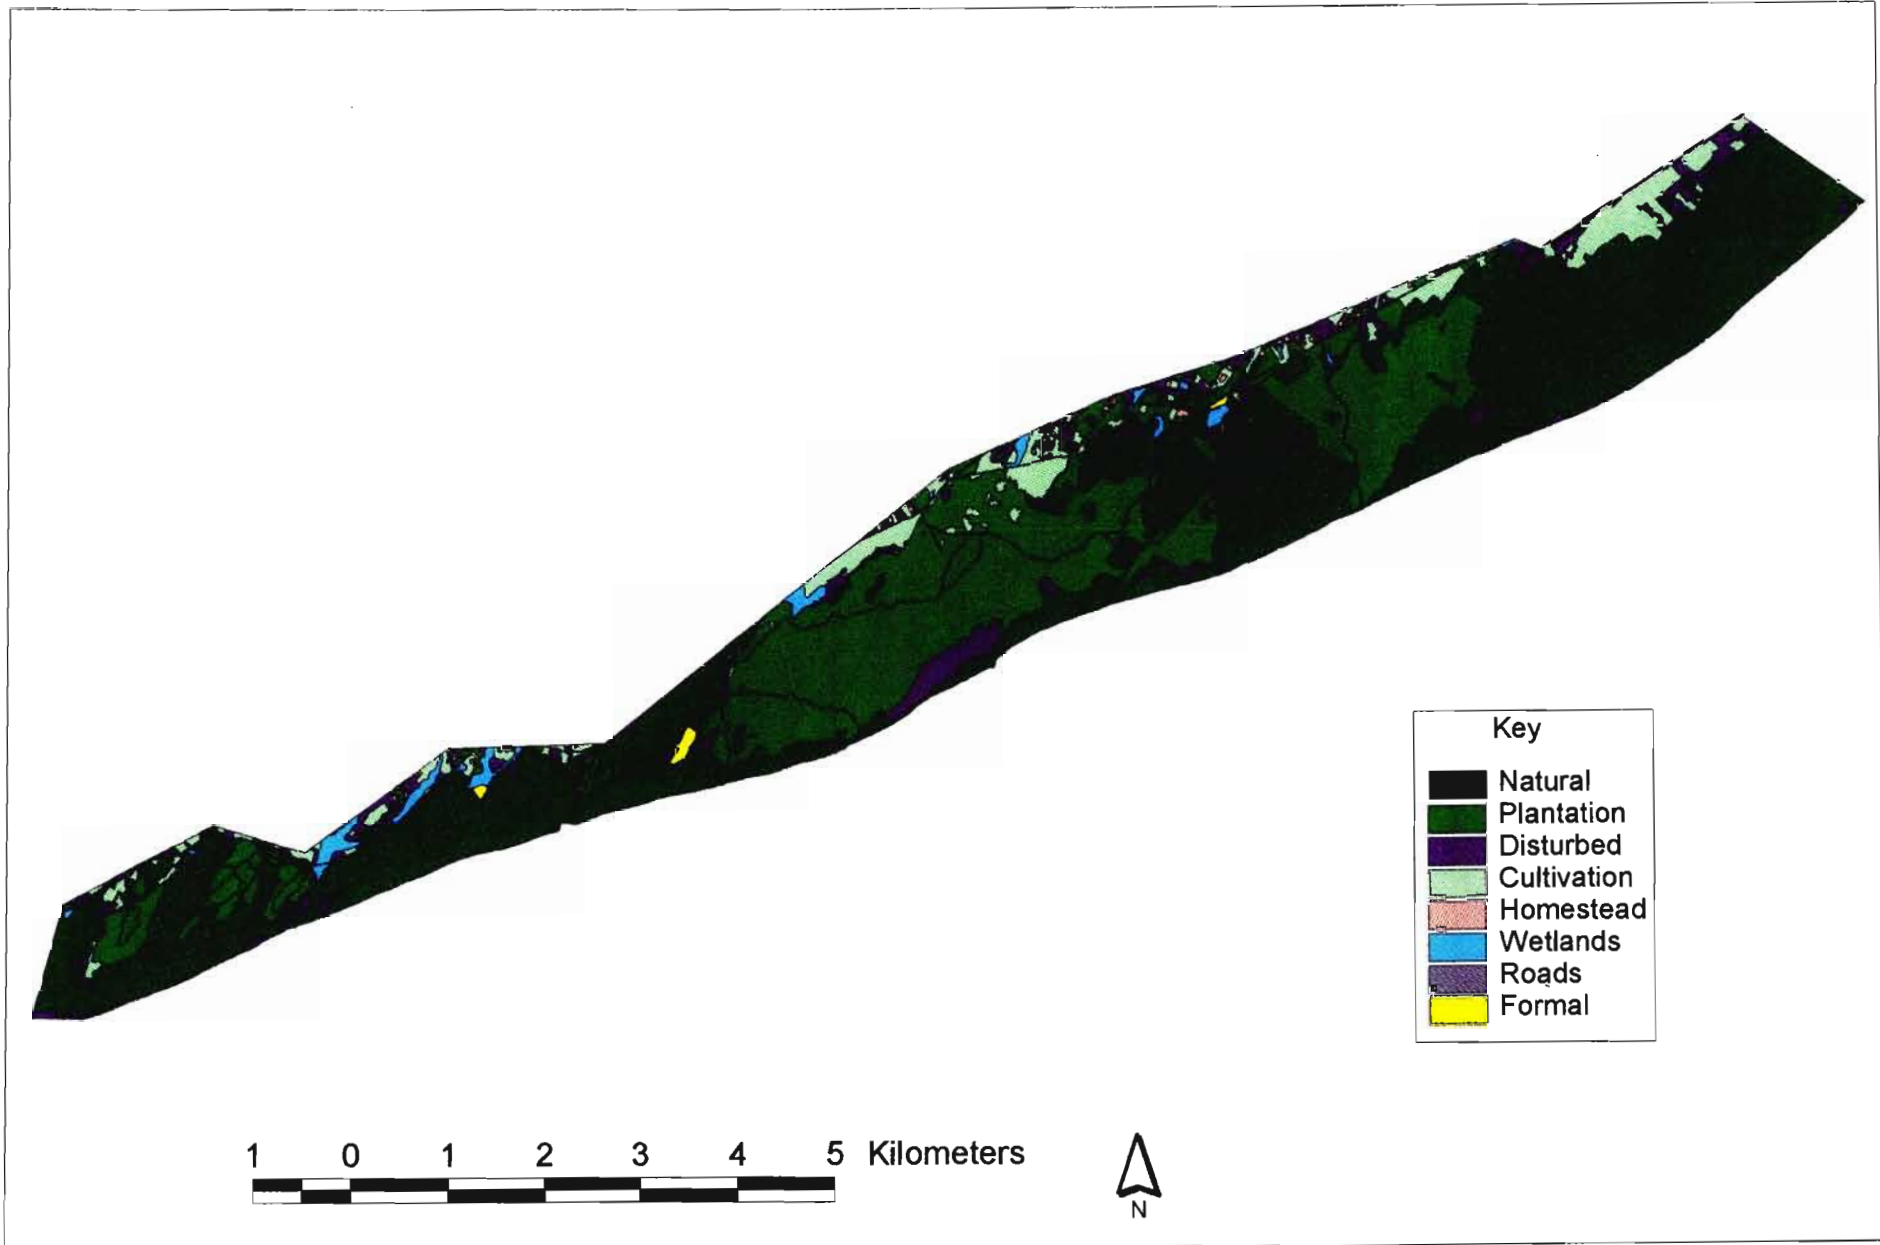 Key
Natural
Plantation
Disturbed
Cultivation
Homestead
Wetlands
Roads
Formal
1 0 1 2 3 4 5 Kilometers
N